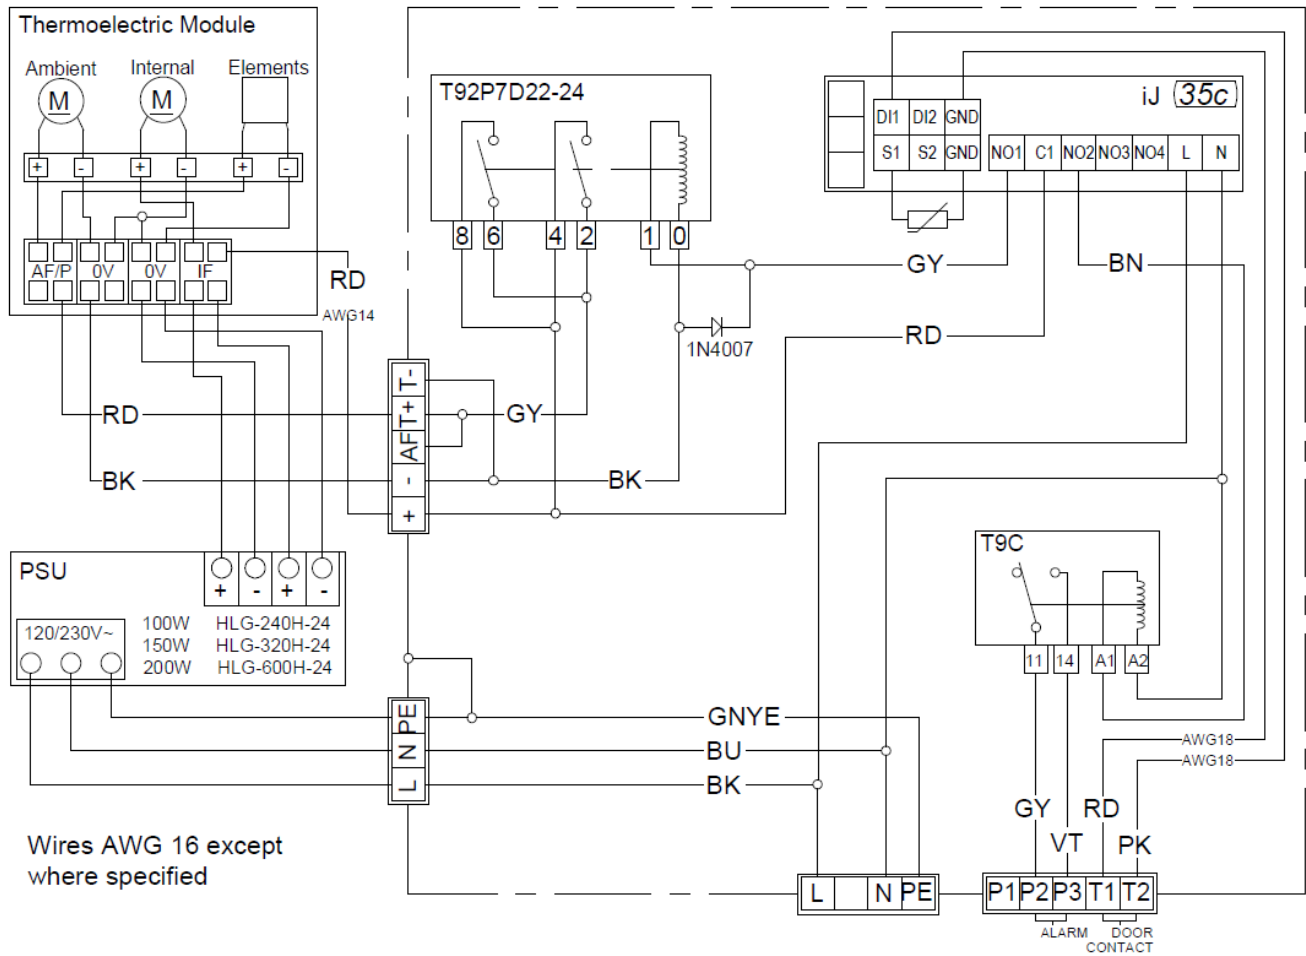 Thermoelectric Module
Ambient Internal Elements
M M
+ - + - + -
AF/P 0V 0V IF
RD
AWG14
T92P7D22-24
8 6 4 2 1 0
iJ 35c
DI1 DI2 GND
S1 S2 GND NO1 C1 NO2 NO3 NO4 L N
GY BN
1N4007
RD
T-
T+
AF
-
+
RD GY
BK BK
PSU
+ - + -
120/230V~
100W HLG-240H-24
150W HLG-320H-24
200W HLG-600H-24
T9C
11 14 A1 A2
PE
N
L
GNYE
BU
BK
AWG18
AWG18
GY RD
VT PK
Wires AWG 16 except
where specified
L N PE
P1 P2 P3 T1 T2
ALARM DOOR
CONTACT